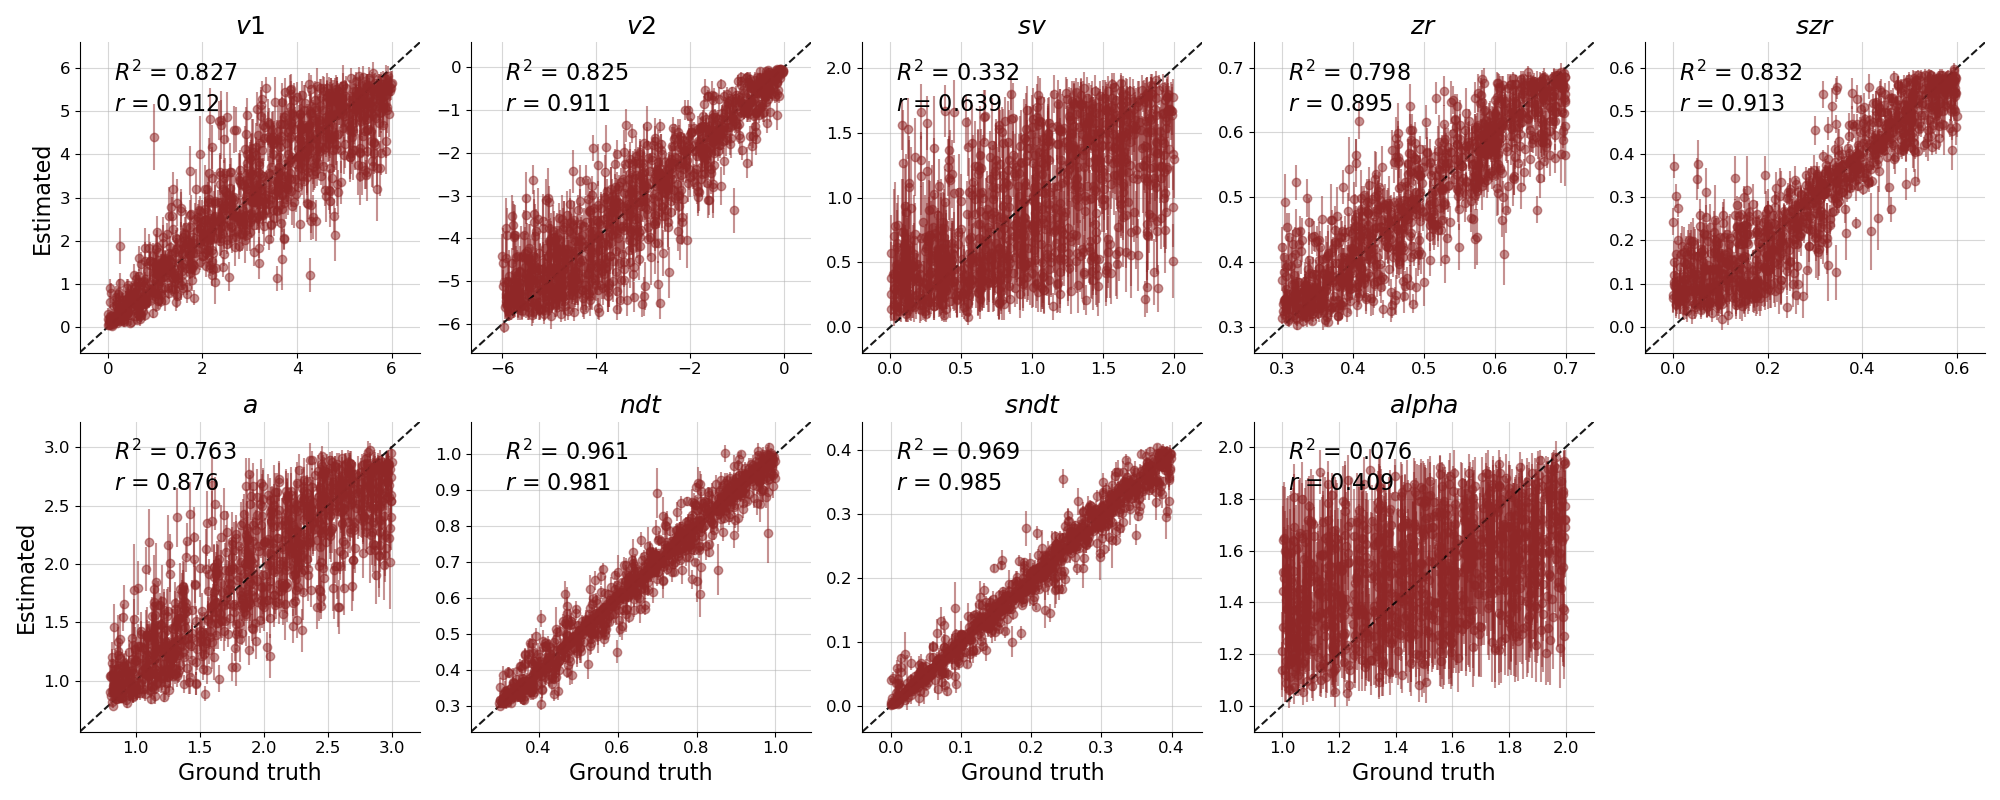 v1
v2
sv
zr
szr
R² = 0.827
r = 0.912
R² = 0.825
r = 0.911
R² = 0.332
r = 0.639
R² = 0.798
r = 0.895
R² = 0.832
r = 0.913
Estimated
6
5
4
3
2
1
0
0
−1
−2
−3
−4
−5
−6
2.0
1.5
1.0
0.5
0.0
0.7
0.6
0.5
0.4
0.3
0.6
0.5
0.4
0.3
0.2
0.1
0.0
0 2 4 6
−6 −4 −2 0
0.0 0.5 1.0 1.5 2.0
0.3 0.4 0.5 0.6 0.7
0.0 0.2 0.4 0.6
a
ndt
sndt
alpha
R² = 0.763
r = 0.876
R² = 0.961
r = 0.981
R² = 0.969
r = 0.985
R² = 0.076
r = 0.409
Estimated
3.0
2.5
2.0
1.5
1.0
1.0
0.9
0.8
0.7
0.6
0.5
0.4
0.3
0.4
0.3
0.2
0.1
0.0
2.0
1.8
1.6
1.4
1.2
1.0
1.0 1.5 2.0 2.5 3.0
0.4 0.6 0.8 1.0
0.0 0.1 0.2 0.3 0.4
1.0 1.2 1.4 1.6 1.8 2.0
Ground truth
Ground truth
Ground truth
Ground truth